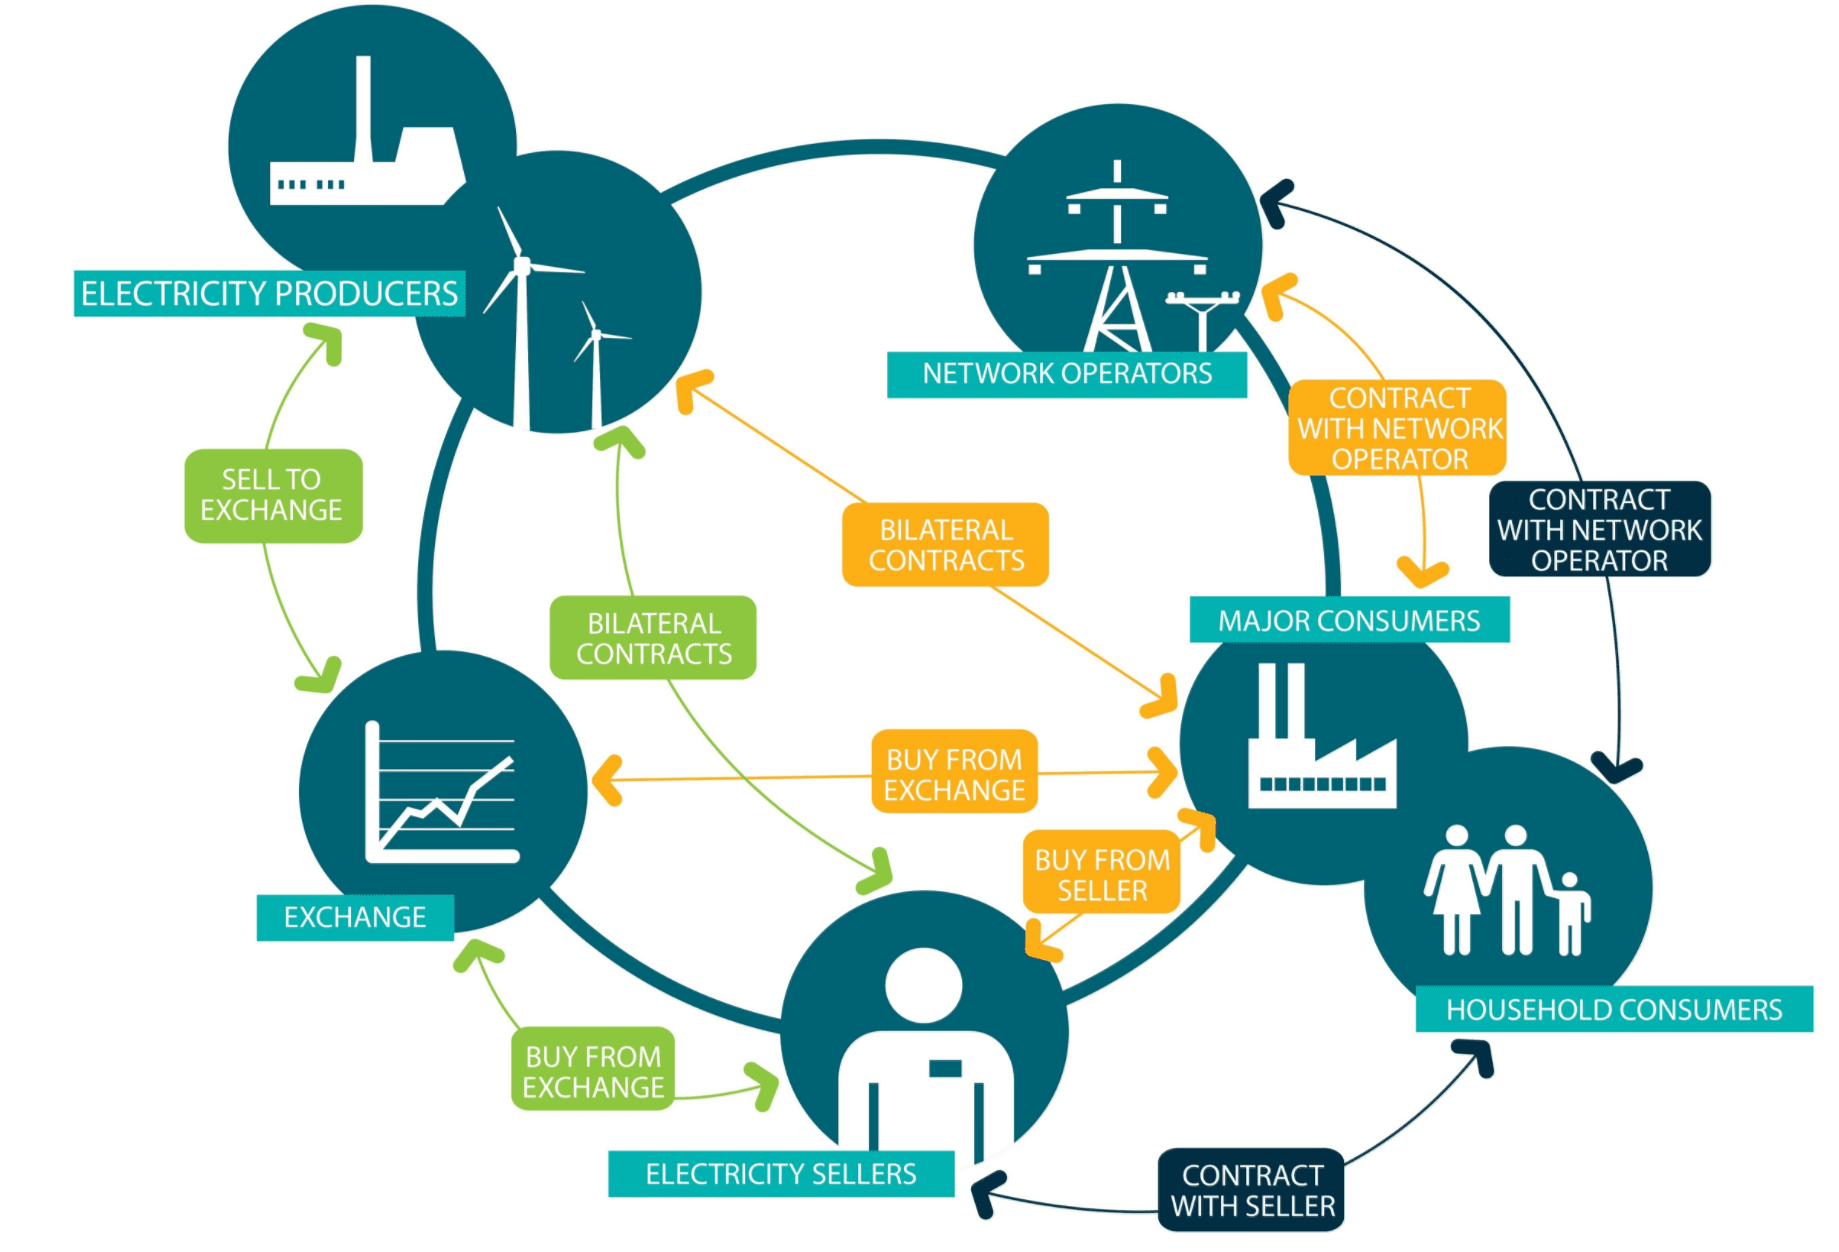 ELECTRICITY PRODUCERS
NETWORK OPERATORS
CONTRACT
WITH NETWORK
OPERATOR
SELL TO
EXCHANGE
CONTRACT
WITH NETWORK
OPERATOR
BILATERAL
CONTRACTS
BILATERAL
CONTRACTS
MAJOR CONSUMERS
BUY FROM
EXCHANGE
BUY FROM
SELLER
EXCHANGE
HOUSEHOLD CONSUMERS
BUY FROM
EXCHANGE
ELECTRICITY SELLERS
CONTRACT
WITH SELLER